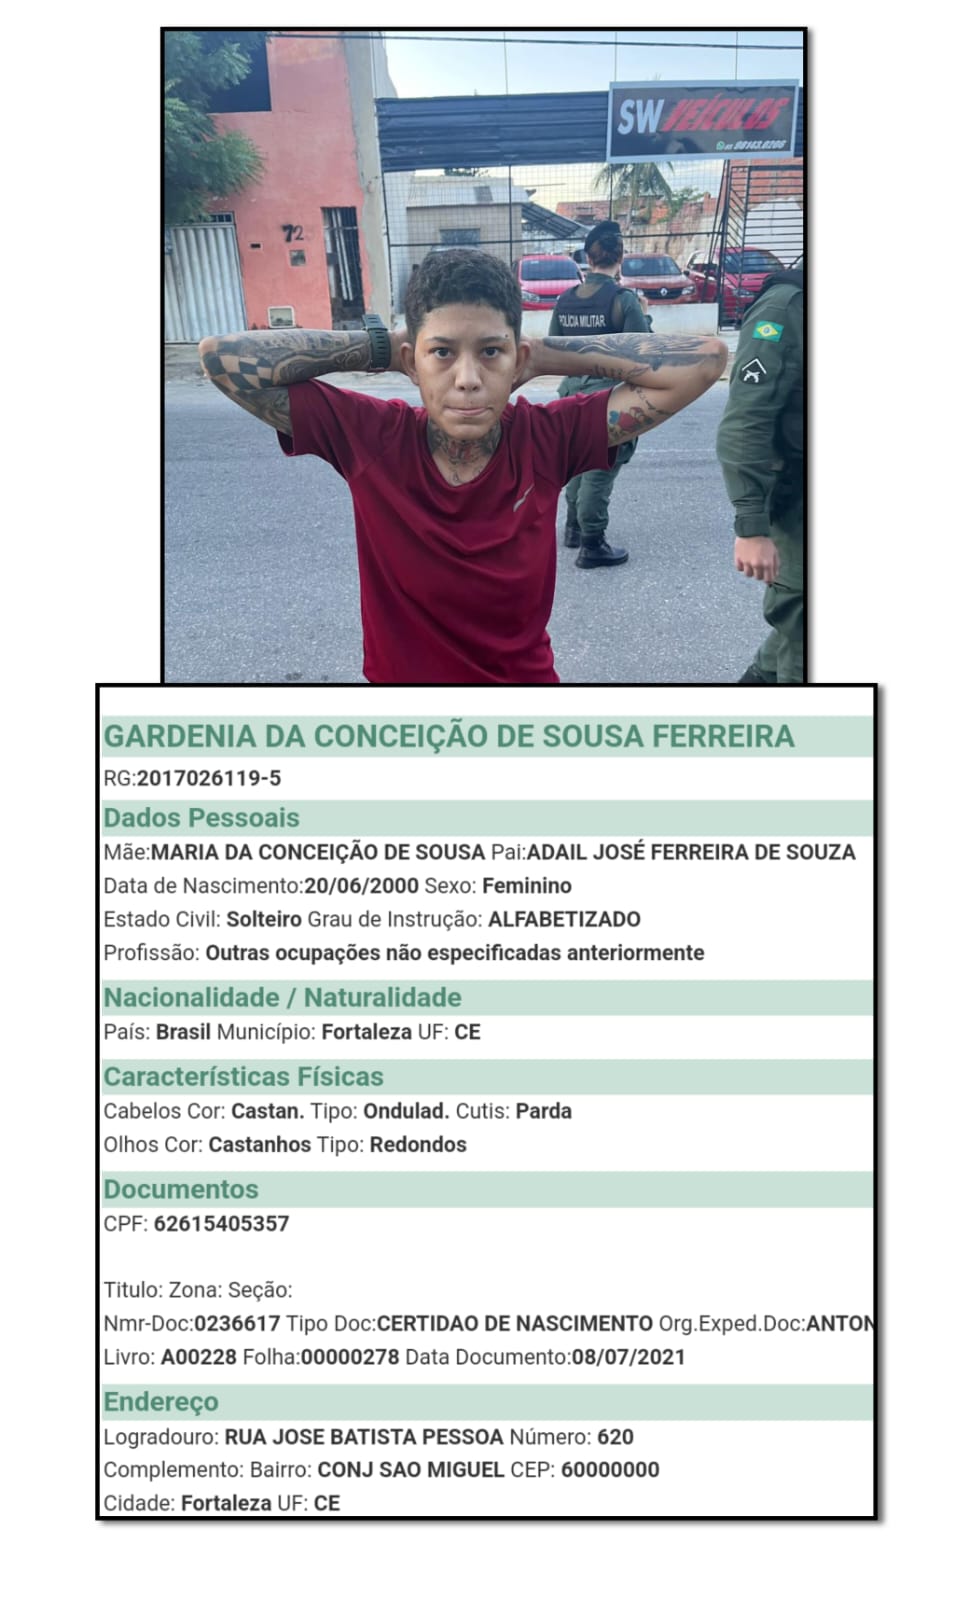 SW VEÍCULOS
72
POLÍCIA MILITAR
GARDENIA DA CONCEIÇÃO DE SOUSA FERREIRA
RG:2017026119-5
Dados Pessoais
Mãe:MARIA DA CONCEIÇÃO DE SOUSA Pai:ADAIL JOSÉ FERREIRA DE SOUZA
Data de Nascimento:20/06/2000 Sexo: Feminino
Estado Civil: Solteiro Grau de Instrução: ALFABETIZADO
Profissão: Outras ocupações não especificadas anteriormente
Nacionalidade / Naturalidade
País: Brasil Município: Fortaleza UF: CE
Características Físicas
Cabelos Cor: Castan. Tipo: Ondulad. Cutis: Parda
Olhos Cor: Castanhos Tipo: Redondos
Documentos
CPF: 62615405357
Titulo: Zona: Seção:
Nmr-Doc:0236617 Tipo Doc:CERTIDAO DE NASCIMENTO Org.Exped.Doc:ANTON
Livro: A00228 Folha:00000278 Data Documento:08/07/2021
Endereço
Logradouro: RUA JOSE BATISTA PESSOA Número: 620
Complemento: Bairro: CONJ SAO MIGUEL CEP: 60000000
Cidade: Fortaleza UF: CE